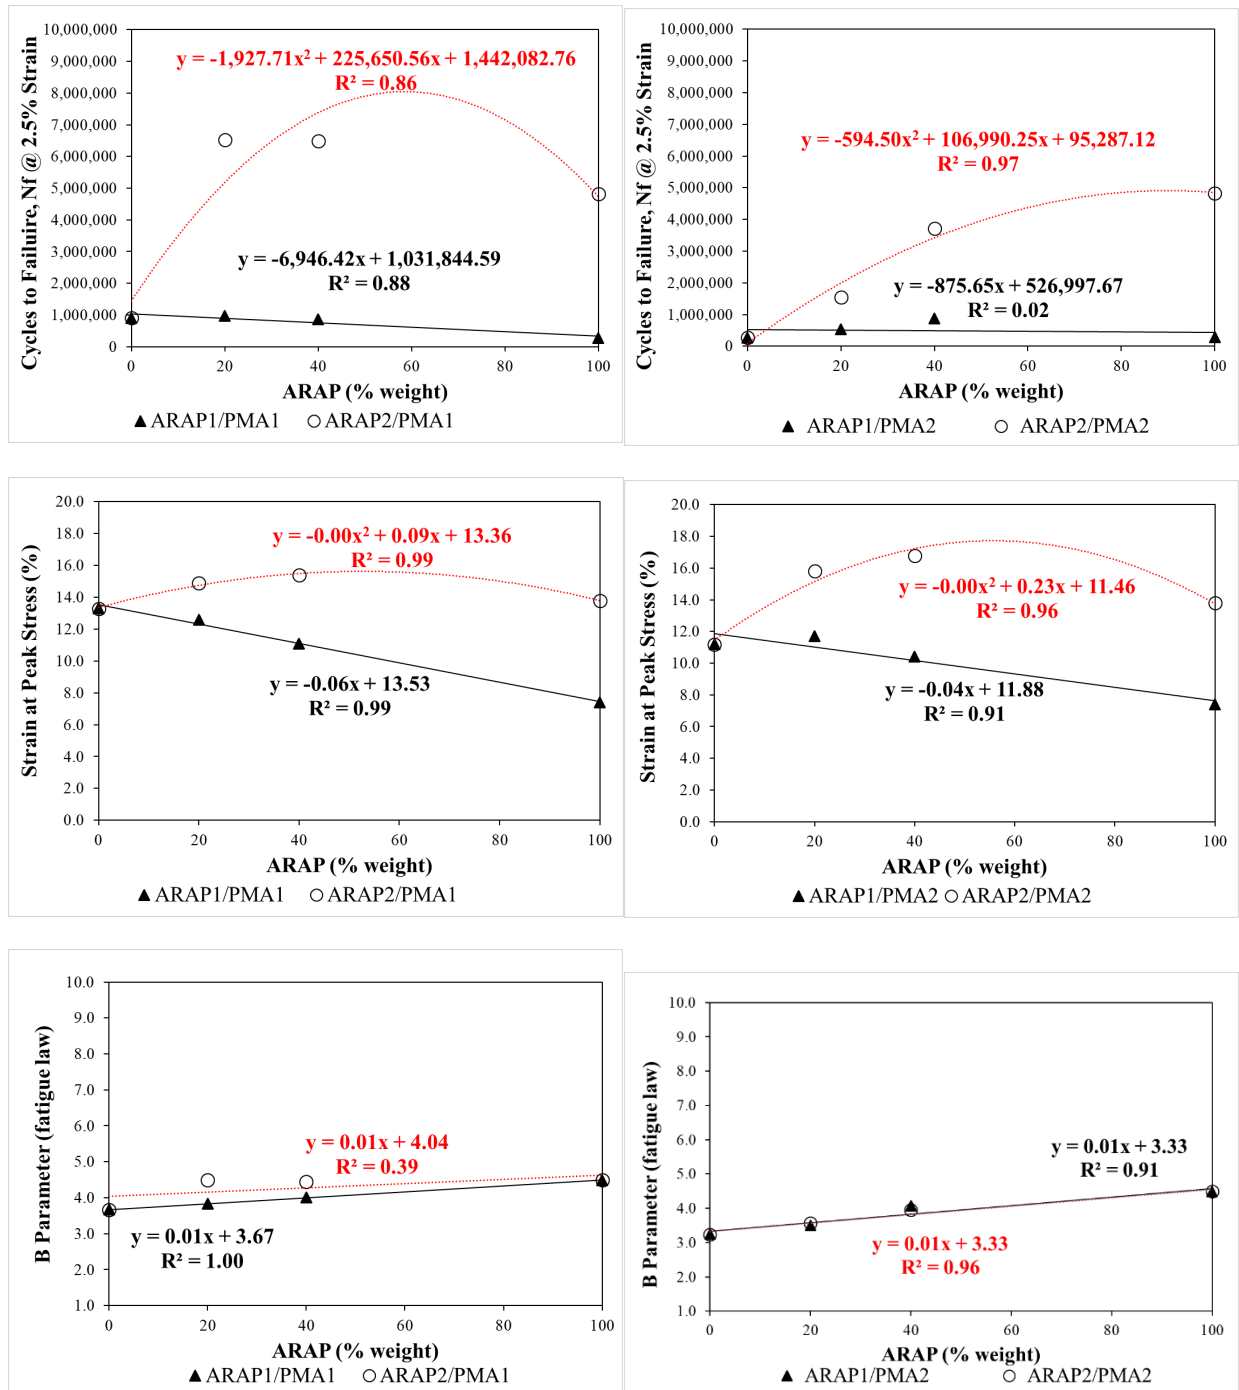 Cycles to Failuire, Nf @ 2.5% Strain
10,000,000
9,000,000
8,000,000
7,000,000
6,000,000
5,000,000
4,000,000
3,000,000
2,000,000
1,000,000
0
y = -1,927.71x² + 225,650.56x + 1,442,082.76
R² = 0.86
y = -6,946.42x + 1,031,844.59
R² = 0.88
0 20 40 60 80 100
ARAP (% weight)
ARAP1/PMA1 ARAP2/PMA1
Cycles to Failure, Nf @ 2.5% Strain
10,000,000
9,000,000
8,000,000
7,000,000
6,000,000
5,000,000
4,000,000
3,000,000
2,000,000
1,000,000
0
y = -594.50x² + 106,990.25x + 95,287.12
R² = 0.97
y = -875.65x + 526,997.67
R² = 0.02
0 20 40 60 80 100
ARAP (% weight)
ARAP1/PMA2 ARAP2/PMA2
Strain at Peak Stress (%)
20.0
18.0
16.0
14.0
12.0
10.0
8.0
6.0
4.0
2.0
0.0
y = -0.00x² + 0.09x + 13.36
R² = 0.99
y = -0.06x + 13.53
R² = 0.99
0 20 40 60 80 100
ARAP (% weight)
ARAP1/PMA1 ARAP2/PMA1
Strain at Peak Stress (%)
20.0
18.0
16.0
14.0
12.0
10.0
8.0
6.0
4.0
2.0
0.0
y = -0.00x² + 0.23x + 11.46
R² = 0.96
y = -0.04x + 11.88
R² = 0.91
0 20 40 60 80 100
ARAP (% weight)
ARAP1/PMA2 ARAP2/PMA2
B Parameter (fatigue law)
10.0
9.0
8.0
7.0
6.0
5.0
4.0
3.0
2.0
1.0
y = 0.01x + 4.04
R² = 0.39
y = 0.01x + 3.67
R² = 1.00
0 20 40 60 80 100
ARAP (% weight)
ARAP1/PMA1 ARAP2/PMA1
B Parameter (fatigue law)
10.0
9.0
8.0
7.0
6.0
5.0
4.0
3.0
2.0
1.0
y = 0.01x + 3.33
R² = 0.91
y = 0.01x + 3.33
R² = 0.96
0 20 40 60 80 100
ARAP (% weight)
ARAP1/PMA2 ARAP2/PMA2